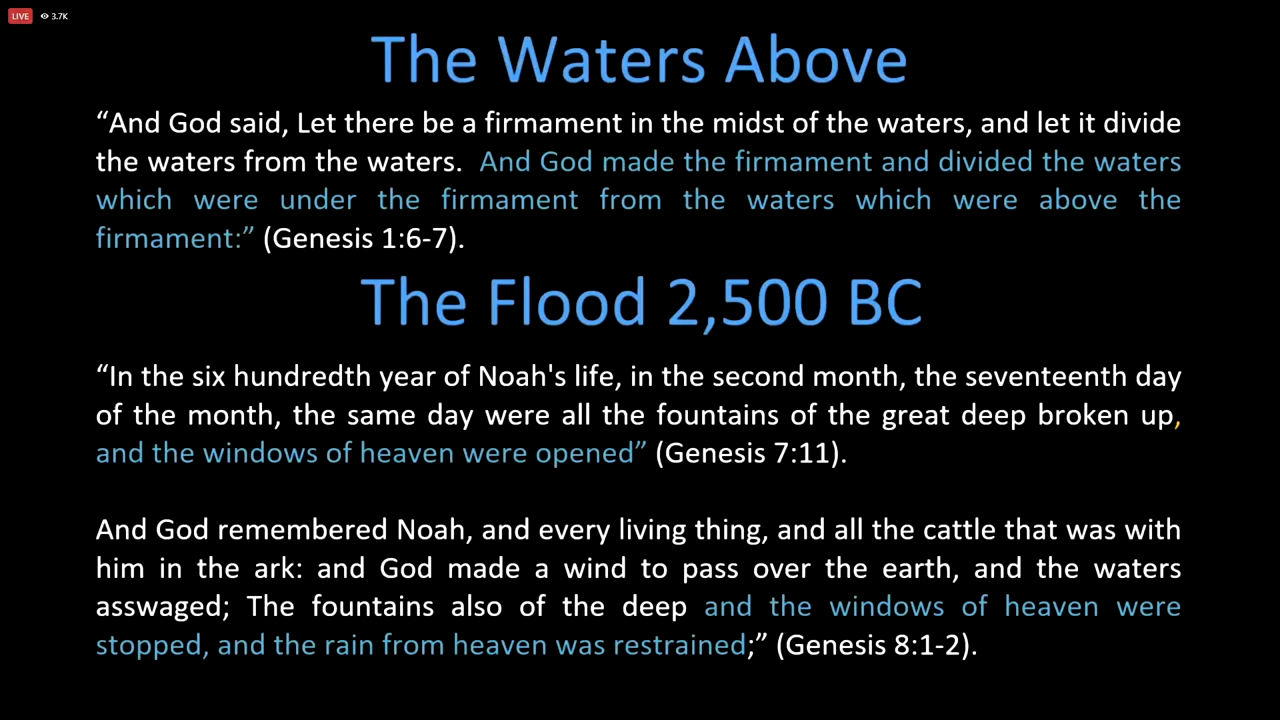 LIVE 3.7K
The Waters Above
“And God said, Let there be a firmament in the midst of the waters, and let it divide
the waters from the waters. And God made the firmament and divided the waters
which were under the firmament from the waters which were above the
firmament:” (Genesis 1:6-7).
The Flood 2,500 BC
“In the six hundredth year of Noah's life, in the second month, the seventeenth day
of the month, the same day were all the fountains of the great deep broken up,
and the windows of heaven were opened” (Genesis 7:11).
And God remembered Noah, and every living thing, and all the cattle that was with
him in the ark: and God made a wind to pass over the earth, and the waters
asswaged; The fountains also of the deep and the windows of heaven were
stopped, and the rain from heaven was restrained;” (Genesis 8:1-2).